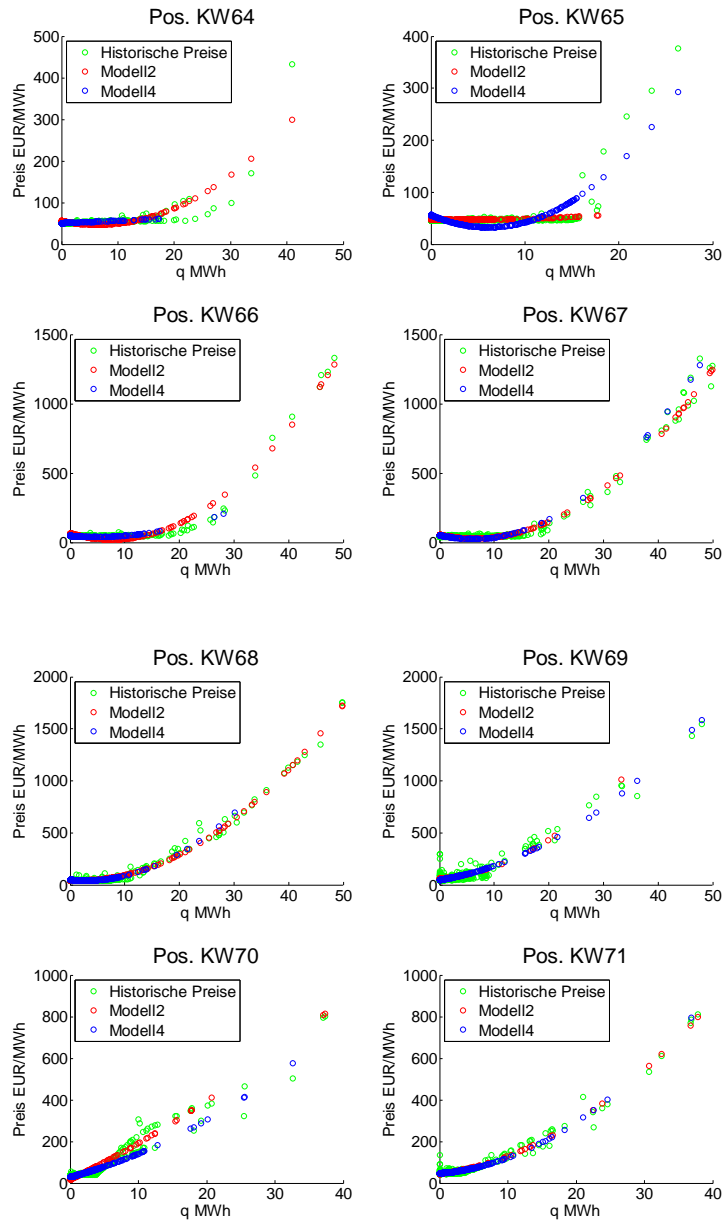 Pos. KW64
500
400
300
200
100
0
Preis EUR/MWh
Historische Preise
Modell2
Modell4
0 10 20 30 40 50
q MWh
Pos. KW65
400
300
200
100
0
Preis EUR/MWh
Historische Preise
Modell2
Modell4
0 10 20 30
q MWh
Pos. KW66
1500
1000
500
0
Preis EUR/MWh
Historische Preise
Modell2
Modell4
0 10 20 30 40 50
q MWh
Pos. KW67
1500
1000
500
0
Preis EUR/MWh
Historische Preise
Modell2
Modell4
0 10 20 30 40 50
q MWh
Pos. KW68
2000
1500
1000
500
0
Preis EUR/MWh
Historische Preise
Modell2
Modell4
0 10 20 30 40 50
q MWh
Pos. KW69
2000
1500
1000
500
0
Preis EUR/MWh
Historische Preise
Modell2
Modell4
0 10 20 30 40 50
q MWh
Pos. KW70
1000
800
600
400
200
0
Preis EUR/MWh
Historische Preise
Modell2
Modell4
0 10 20 30 40
q MWh
Pos. KW71
1000
800
600
400
200
0
Preis EUR/MWh
Historische Preise
Modell2
Modell4
0 10 20 30 40
q MWh